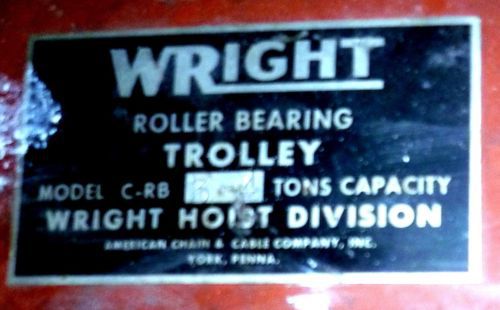 WRIGHT
ROLLER BEARING
TROLLEY
MODEL C-RB TONS CAPACITY
WRIGHT HOIST DIVISION
AMERICAN CHAIN & CABLE COMPANY, INC.
YORK, PENNA.